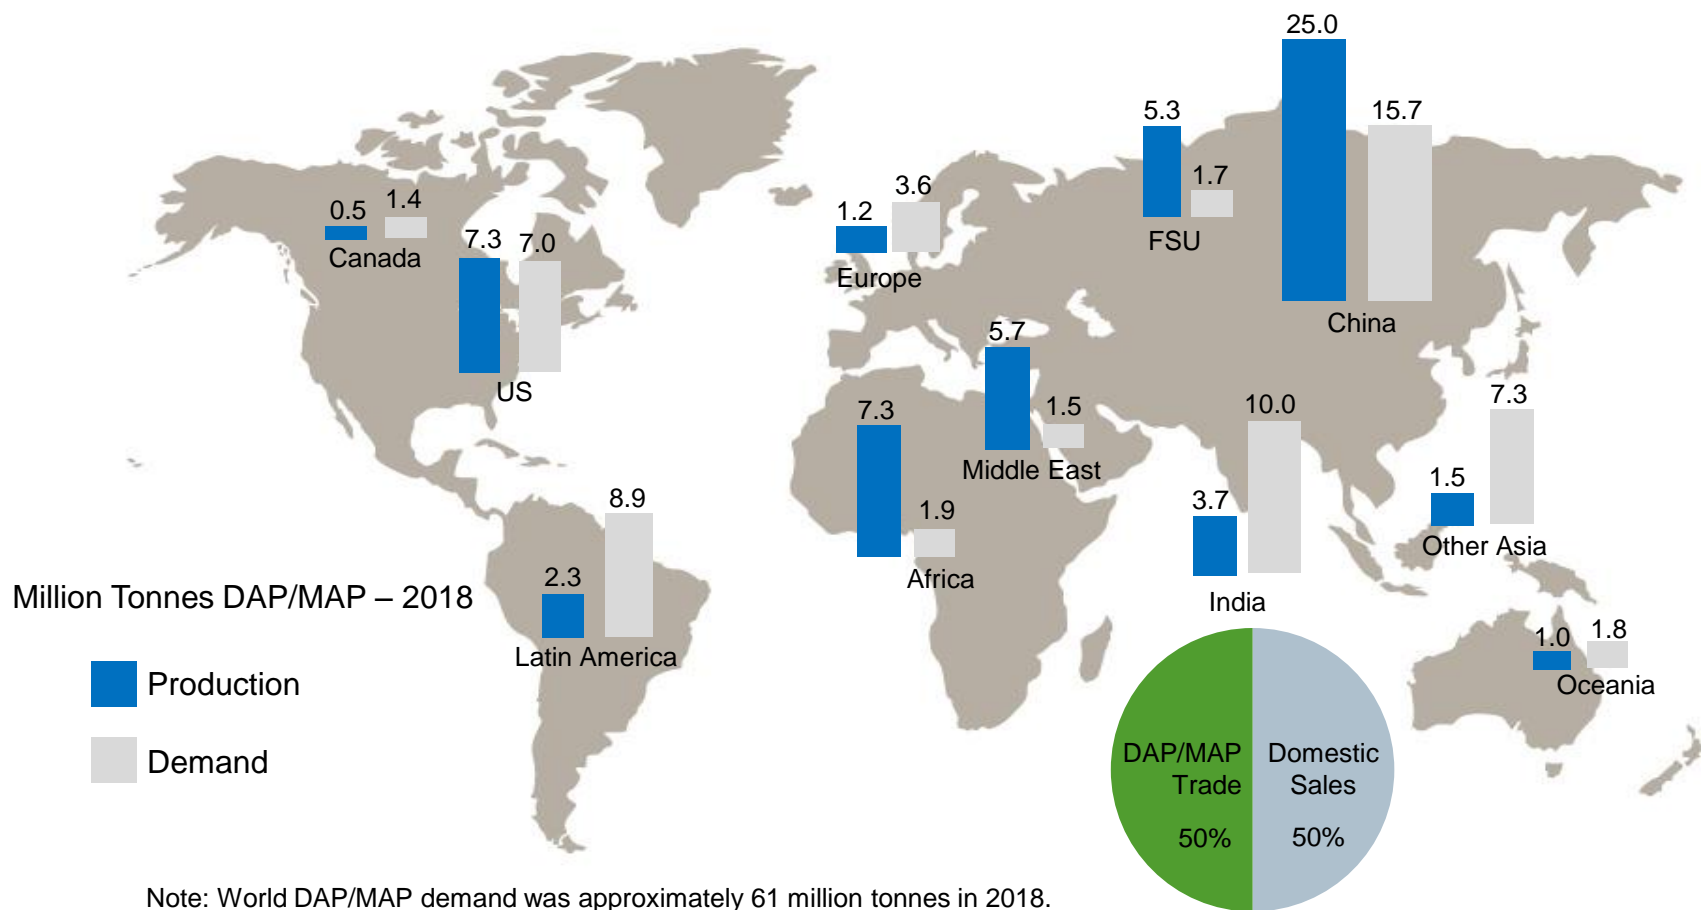 25.0
15.7
5.3
1.7
FSU
China
0.5
1.4
Canada
7.3
7.0
US
1.2
3.6
Europe
5.7
1.5
Middle East
7.3
1.9
Africa
3.7
10.0
India
1.5
7.3
Other Asia
2.3
8.9
Latin America
1.0
1.8
Oceania
Million Tonnes DAP/MAP – 2018
Production
Demand
DAP/MAP
Trade
50%
Domestic
Sales
50%
Note: World DAP/MAP demand was approximately 61 million tonnes in 2018.